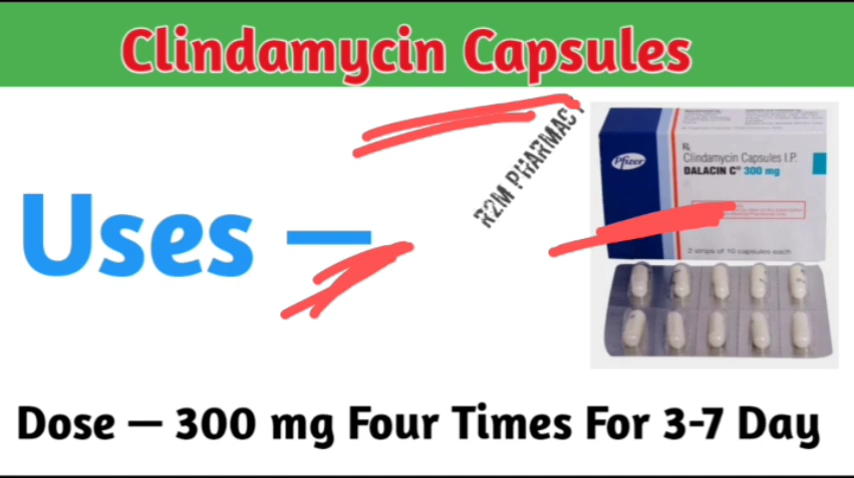 Clindamycin Capsules
R2M PHARMACY
Uses —
Pfizer
Rx
Clindamycin Capsules I.P.
DALACIN C® 300 mg
2 strips of 10 capsules each
Dose — 300 mg Four Times For 3-7 Day